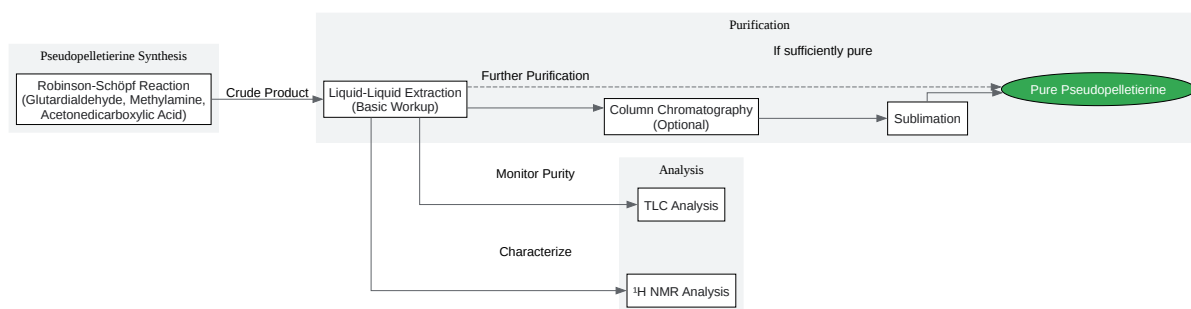 Purification
If sufficiently pure
Pseudopelletierine Synthesis
Robinson-Schöpf Reaction
(Glutardialdehyde, Methylamine,
Acetonedicarboxylic Acid)
Crude Product
Liquid-Liquid Extraction
(Basic Workup)
Further Purification
Column Chromatography
(Optional)
Sublimation
Pure Pseudopelletierine
Monitor Purity
Analysis
TLC Analysis
Characterize
¹H NMR Analysis